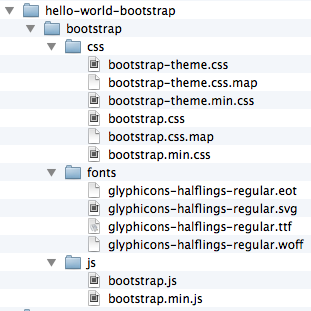 hello-world-bootstrap
bootstrap
css
bootstrap-theme.css
bootstrap-theme.css.map
bootstrap-theme.min.css
bootstrap.css
bootstrap.css.map
bootstrap.min.css
fonts
glyphicons-halflings-regular.eot
glyphicons-halflings-regular.svg
glyphicons-halflings-regular.ttf
glyphicons-halflings-regular.woff
js
bootstrap.js
bootstrap.min.js